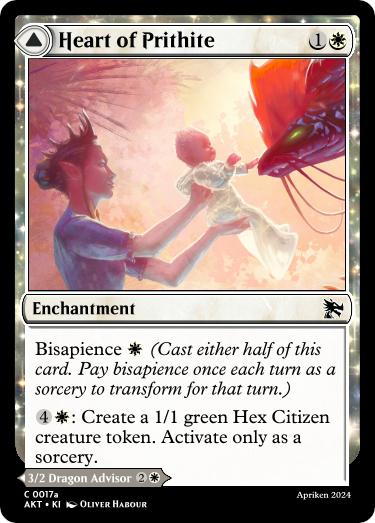 Heart of Prithite 1
Enchantment
Bisapience (Cast either half of this
card. Pay bisapience once each turn as a
sorcery to transform for that turn.)
4 : Create a 1/1 green Hex Citizen
creature token. Activate only as a
sorcery.
3/2 Dragon Advisor 2
C 0017a
Apriken 2024
AKT • KI Oliver Habour